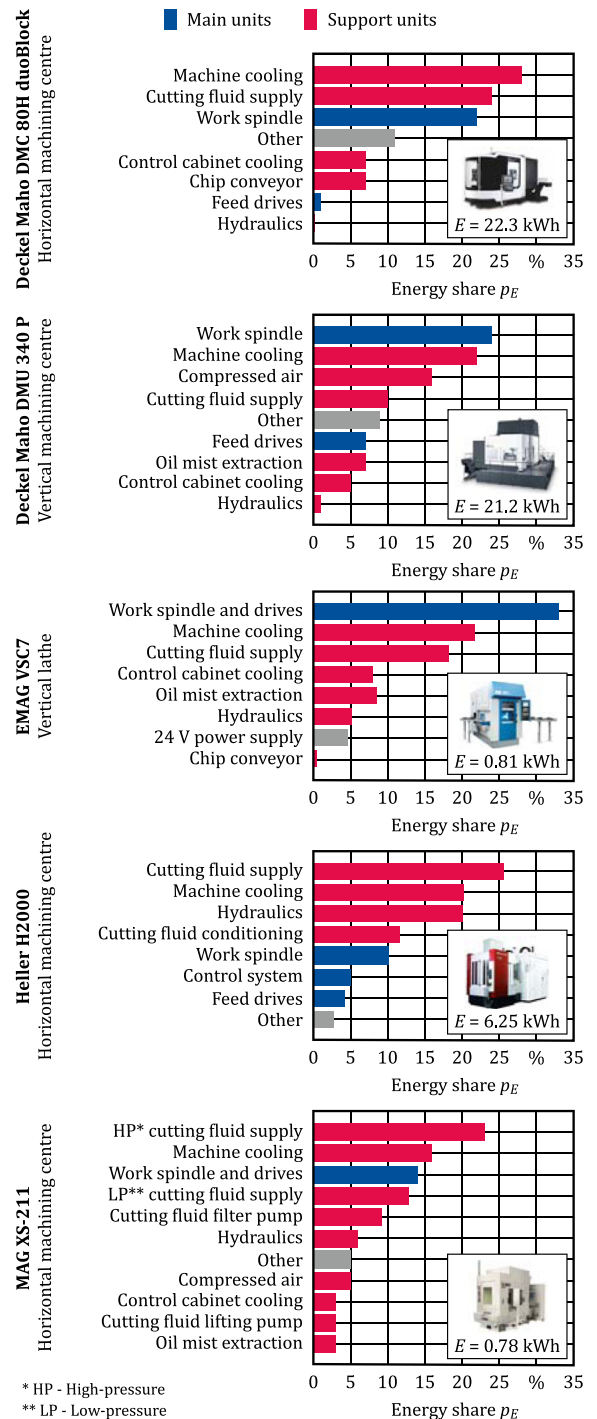 Main units Support units
Deckel Maho DMC 80H duoBlock
Horizontal machining centre
Machine cooling
Cutting fluid supply
Work spindle
Other
Control cabinet cooling
Chip conveyor
Feed drives
Hydraulics
E = 22.3 kWh
0 5 10 15 20 25 % 35
Energy share pE
Deckel Maho DMU 340 P
Vertical machining centre
Work spindle
Machine cooling
Compressed air
Cutting fluid supply
Other
Feed drives
Oil mist extraction
Control cabinet cooling
Hydraulics
E = 21.2 kWh
0 5 10 15 20 25 % 35
Energy share pE
EMAG VSC7
Vertical lathe
Work spindle and drives
Machine cooling
Cutting fluid supply
Control cabinet cooling
Oil mist extraction
Hydraulics
24 V power supply
Chip conveyor
E = 0.81 kWh
0 5 10 15 20 25 % 35
Energy share pE
Heller H2000
Horizontal machining centre
Cutting fluid supply
Machine cooling
Hydraulics
Cutting fluid conditioning
Work spindle
Control system
Feed drives
Other
E = 6.25 kWh
0 5 10 15 20 25 % 35
Energy share pE
MAG XS-211
Horizontal machining centre
HP* cutting fluid supply
Machine cooling
Work spindle and drives
LP** cutting fluid supply
Cutting fluid filter pump
Hydraulics
Other
Compressed air
Control cabinet cooling
Cutting fluid lifting pump
Oil mist extraction
E = 0.78 kWh
0 5 10 15 20 25 % 35
Energy share pE
* HP - High-pressure
** LP - Low-pressure